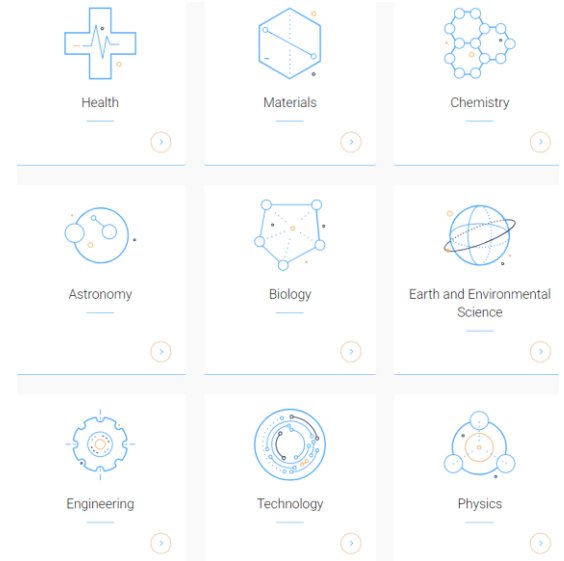 Health
Materials
Chemistry
Astronomy
Biology
Earth and Environmental
Science
Engineering
Technology
Physics